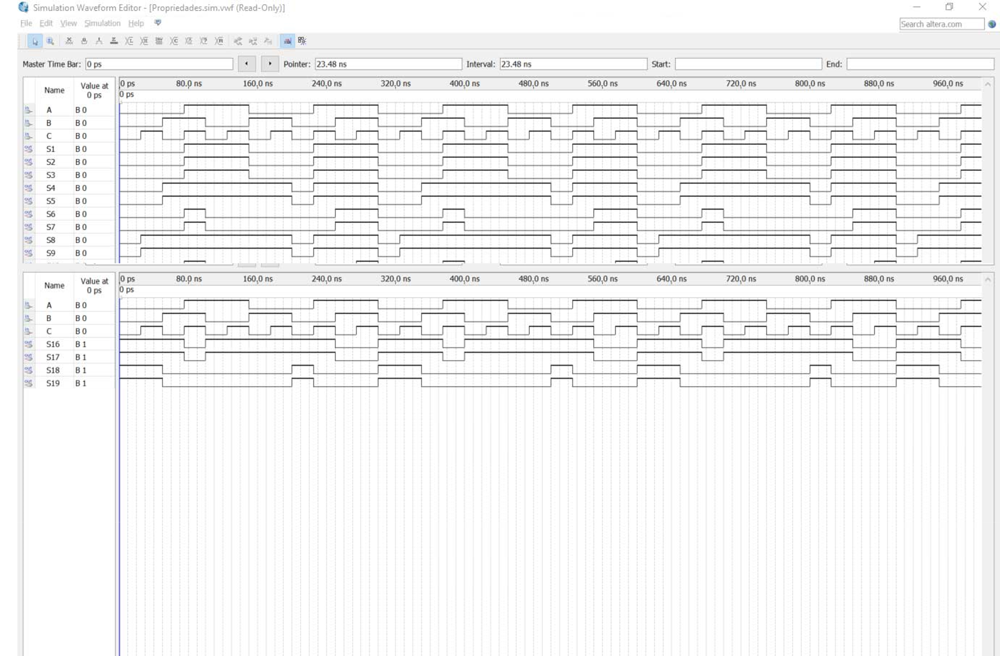 Simulation Waveform Editor - [Propriedades.sim.vwf (Read-Only)]
File Edit View Simulation Help
Search altera.com
Master Time Bar: 0 ps Pointer: 23.48 ns Interval: 23.48 ns Start: End:
Name Value at 0 ps
0 ps 80.0 ns 160,0 ns 240,0 ns 320,0 ns 400,0 ns 480,0 ns 560,0 ns 640,0 ns 720,0 ns 800,0 ns 880,0 ns 960,0 ns
0 ps
A B 0
B B 0
C B 0
S1 B 0
S2 B 0
S3 B 0
S4 B 0
S5 B 0
S6 B 0
S7 B 0
S8 B 0
S9 B 0
Name Value at 0 ps
0 ps 80.0 ns 160,0 ns 240,0 ns 320,0 ns 400,0 ns 480,0 ns 560,0 ns 640,0 ns 720,0 ns 800,0 ns 880,0 ns 960,0 ns
0 ps
A B 0
B B 0
C B 0
S16 B 1
S17 B 1
S18 B 1
S19 B 1